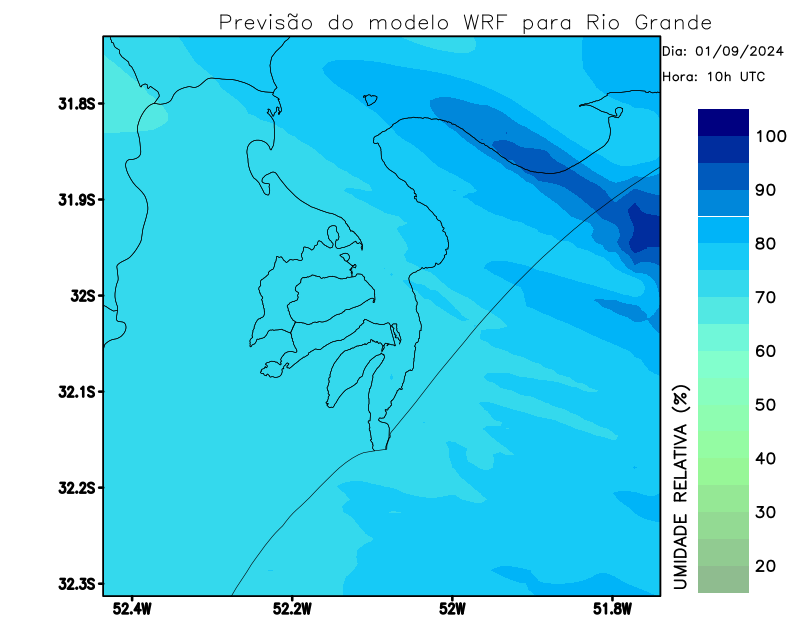 Previsão do modelo WRF para Rio Grande
Dia: 01/09/2024
Hora: 10h UTC
31.8S
31.9S
32S
32.1S
32.2S
32.3S
52.4W
52.2W
52W
51.8W
100
90
80
70
60
50
40
30
20
UMIDADE RELATIVA (%)